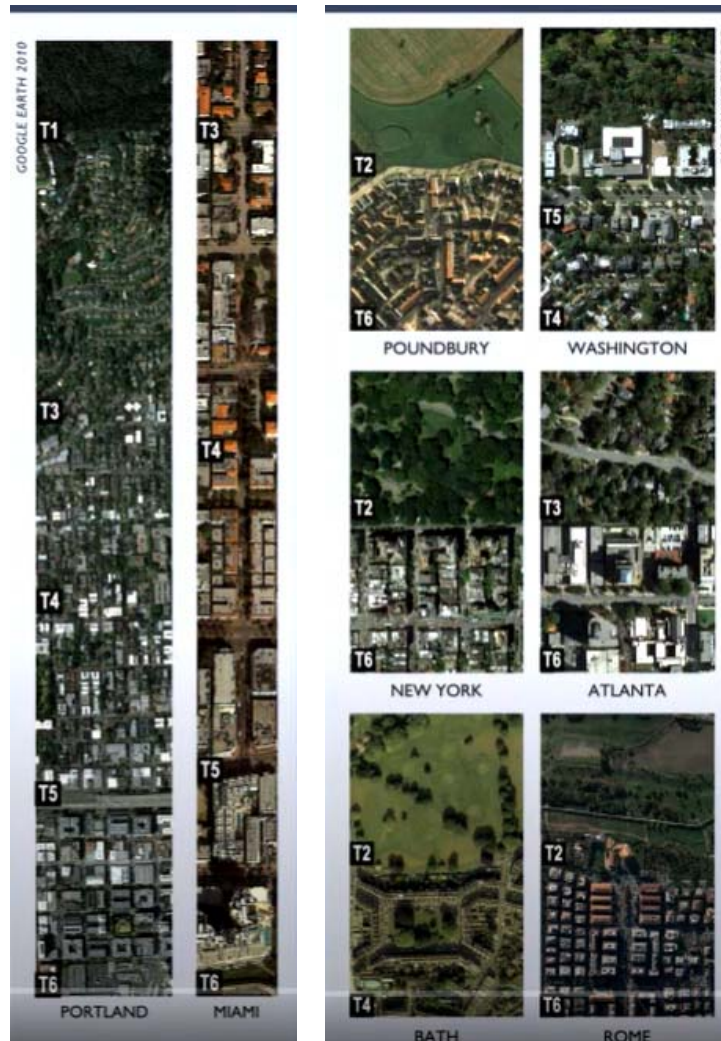 GOOGLE EARTH 2010
T1
T3
T4
T5
T6
PORTLAND
T3
T4
T5
T6
MIAMI
T2
T6
POUNDBURY
T5
T4
WASHINGTON
T2
T6
NEW YORK
T3
T6
ATLANTA
T2
T4
BATH
T2
T6
ROME